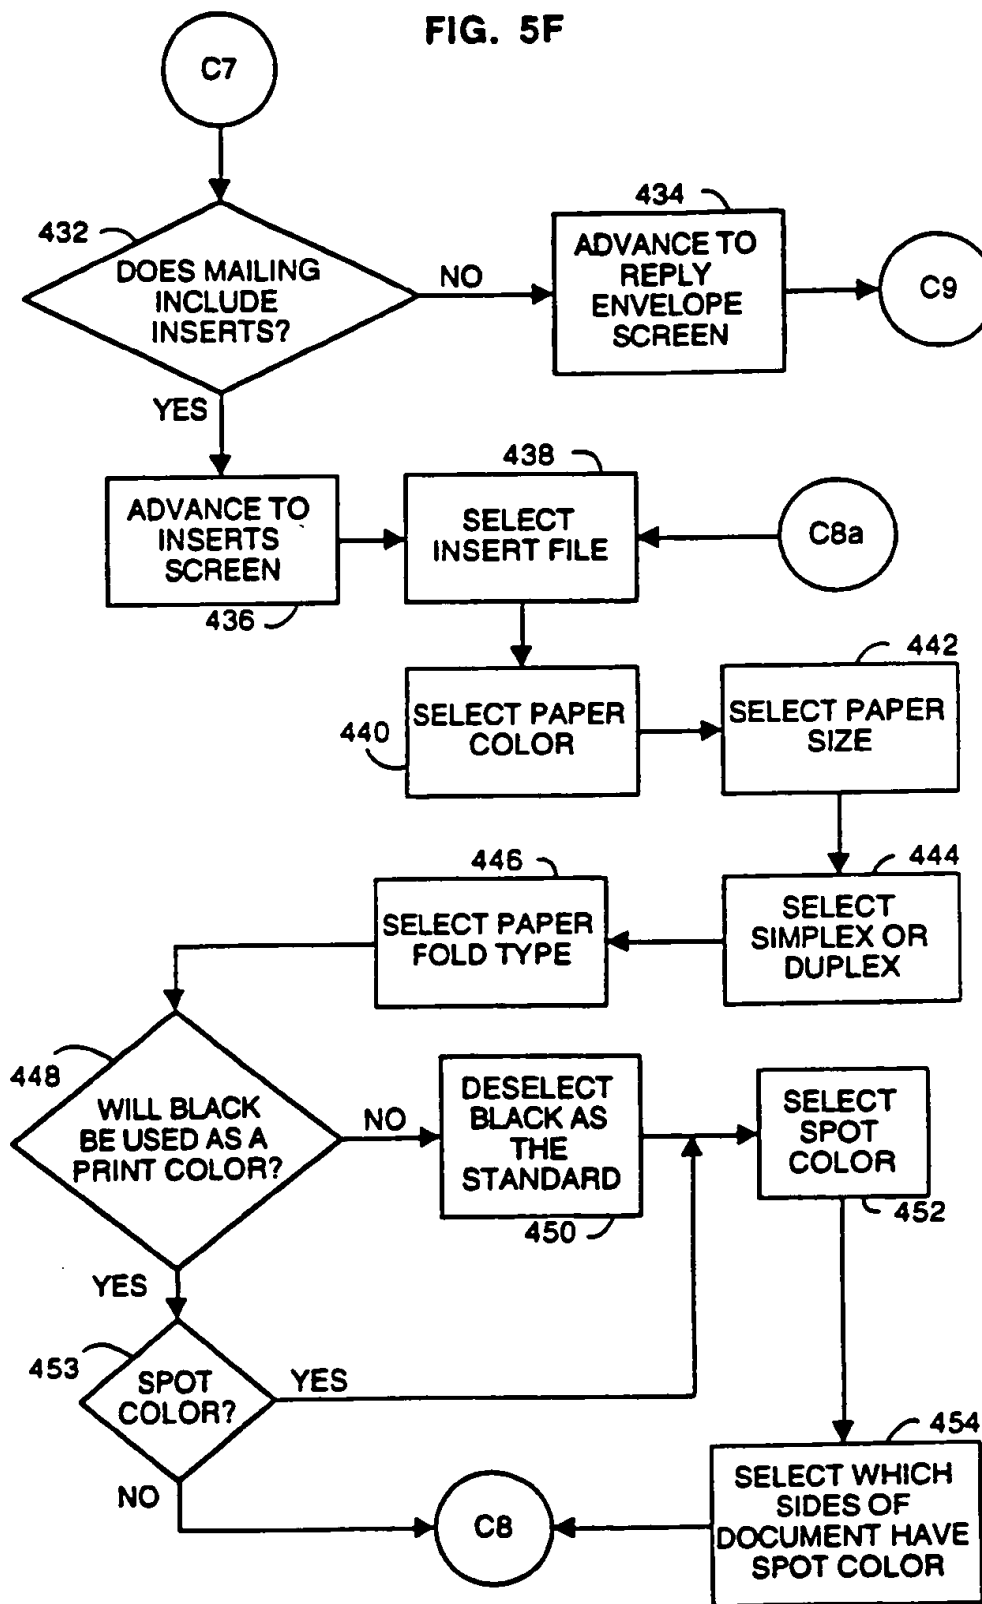 FIG. 5F
C7
432
DOES MAILING
INCLUDE
INSERTS?
NO
434
ADVANCE TO
REPLY
ENVELOPE
SCREEN
C9
YES
ADVANCE TO
INSERTS
SCREEN
436
438
SELECT
INSERT FILE
C8a
440
SELECT PAPER
COLOR
442
SELECT PAPER
SIZE
444
SELECT
SIMPLEX OR
DUPLEX
446
SELECT PAPER
FOLD TYPE
448
WILL BLACK
BE USED AS A
PRINT COLOR?
NO
DESELECT
BLACK AS
THE
STANDARD
450
SELECT
SPOT
COLOR
452
YES
453
SPOT
COLOR?
YES
NO
C8
454
SELECT WHICH
SIDES OF
DOCUMENT HAVE
SPOT COLOR